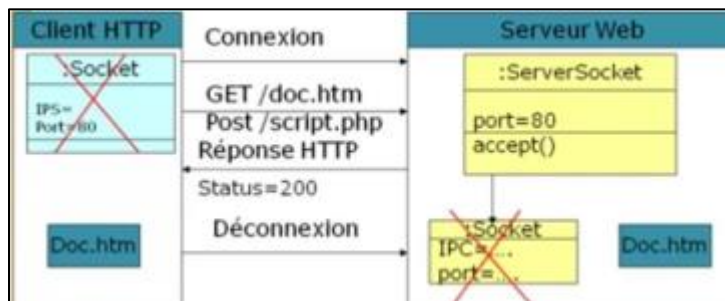 Client HTTP
:Socket
IPS=
Port=80
Doc.htm
Connexion
GET /doc.htm
Post /script.php
Réponse HTTP
Status=200
Déconnexion
Serveur Web
:ServerSocket
port=80
accept()
:Socket
IPC=....
port=....
Doc.htm